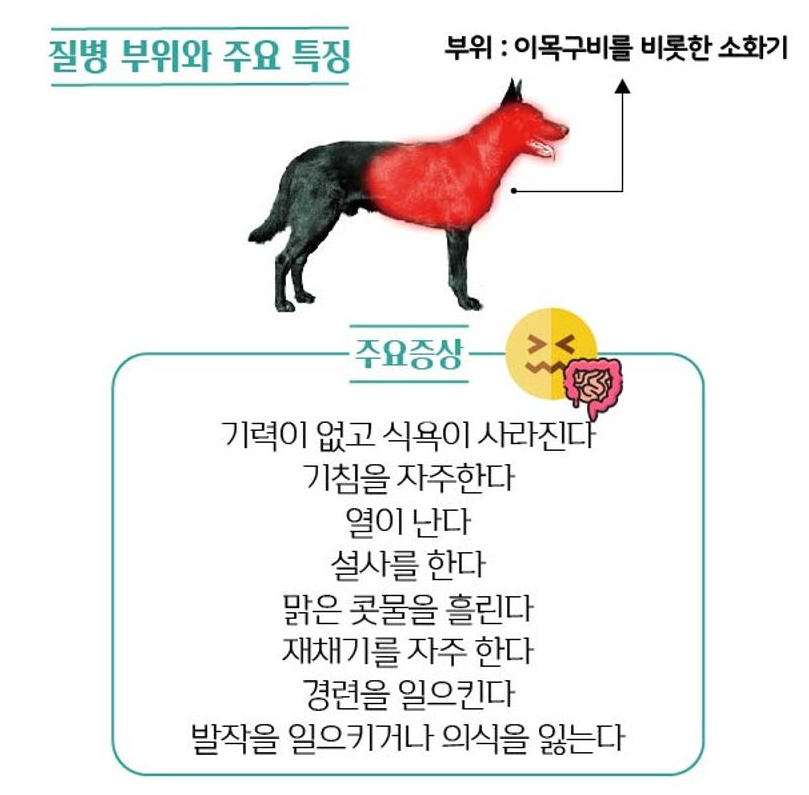 질병 부위와 주요 특징
부위 : 이목구비를 비롯한 소화기
주요증상
기력이 없고 식욕이 사라진다
기침을 자주한다
열이 난다
설사를 한다
맑은 콧물을 흘린다
재채기를 자주 한다
경련을 일으킨다
발작을 일으키거나 의식을 잃는다